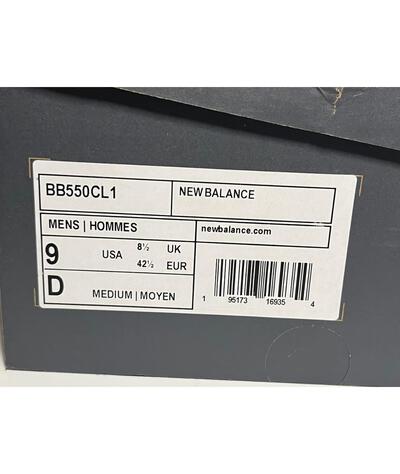 BB550CL1
NEW BALANCE
MENS | HOMMES
newbalance.com
9 USA 8½ UK
42½ EUR
D MEDIUM | MOYEN
1 95173 16935 4